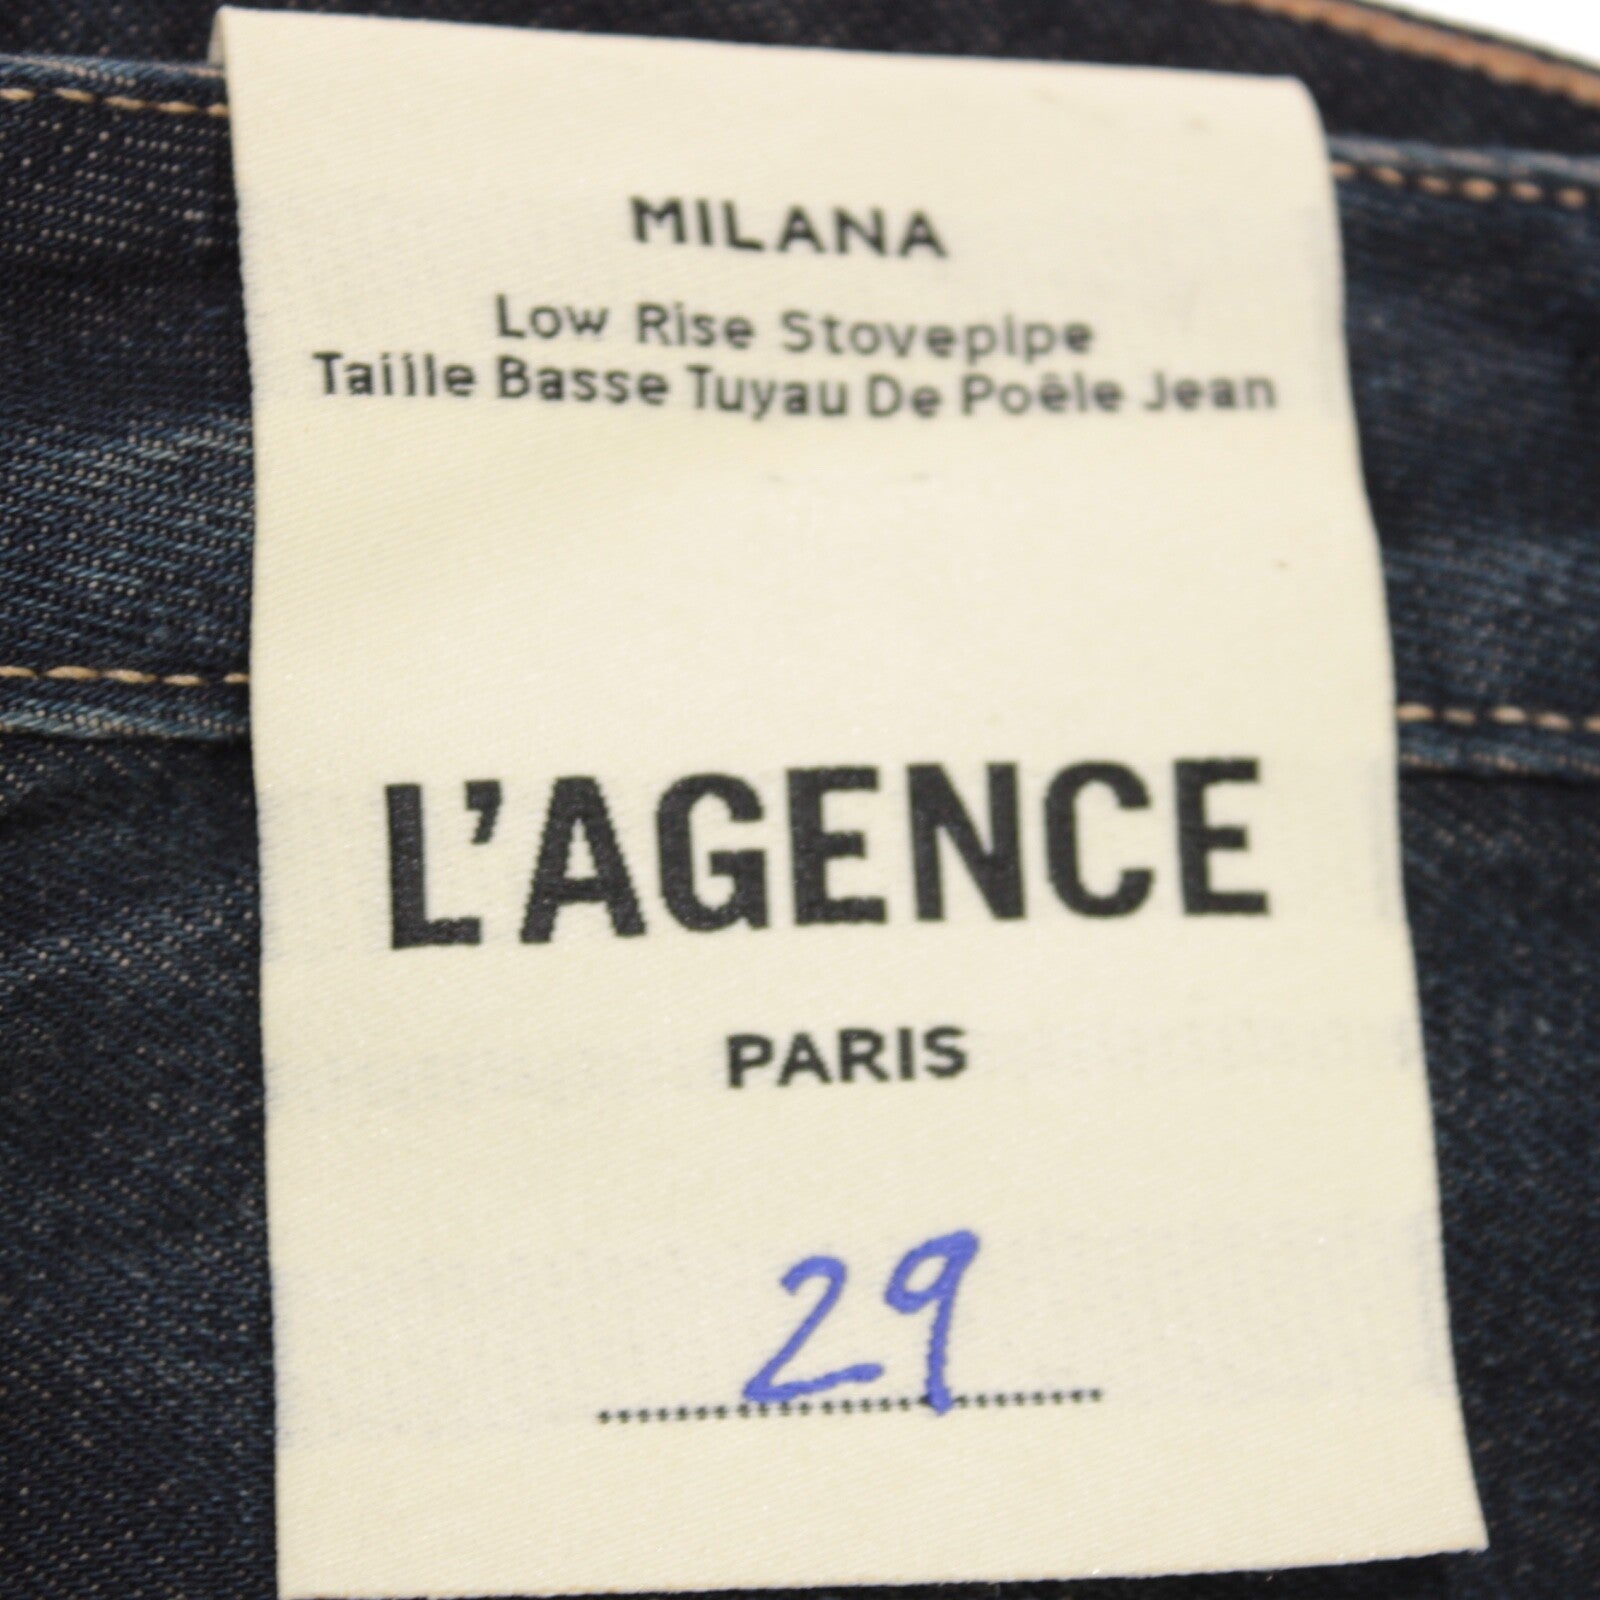 MILANA
Low Rise Stovepipe
Taille Basse Tuyau De Poêle Jean
L'AGENCE
PARIS
29